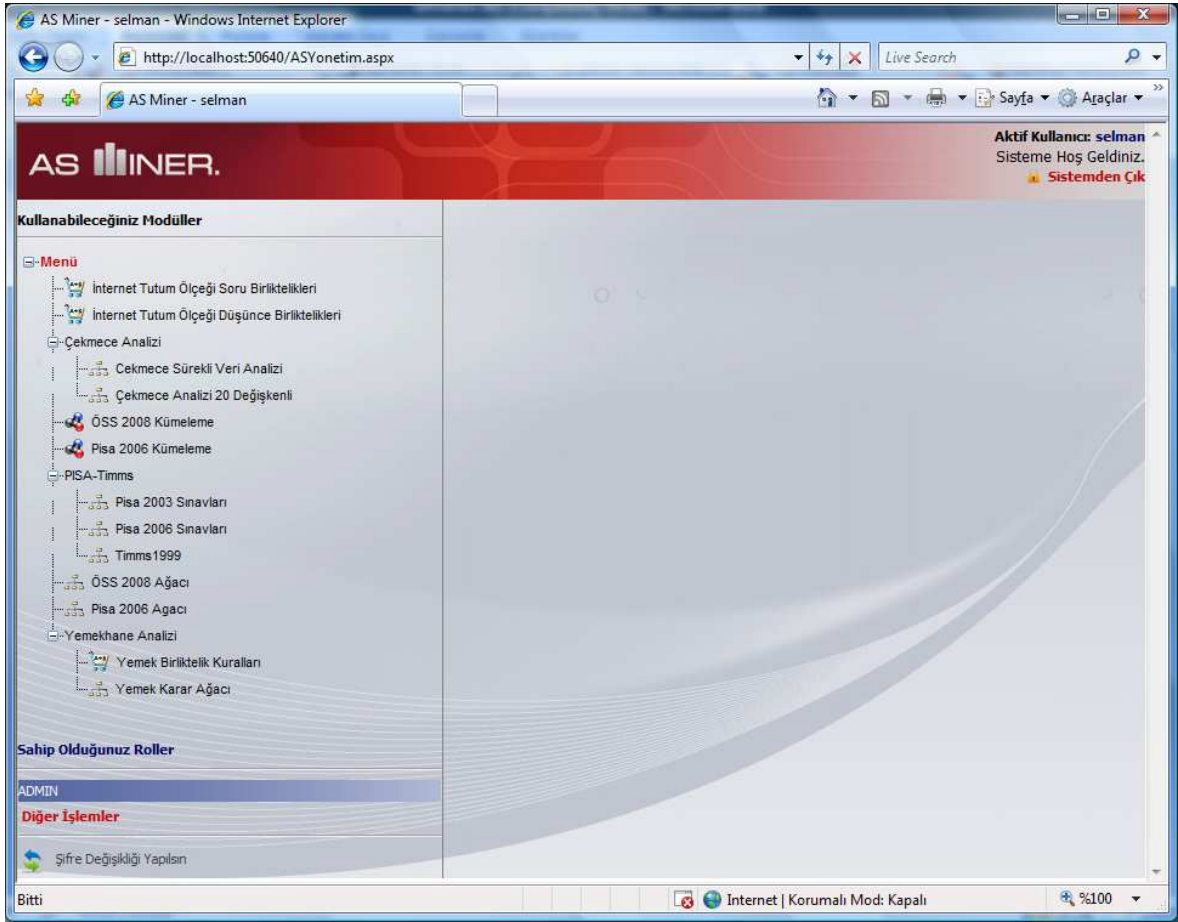 AS Miner - selman - Windows Internet Explorer
http://localhost:50640/ASYonetim.aspx
Live Search
AS Miner - selman
Sayfa
Araçlar
AS MINER.
Aktif Kullanıcı: selman
Sisteme Hoş Geldiniz.
Sistemden Çık
Kullanabileceğiniz Modüller
Menü
İnternet Tutum Ölçeği Soru Birliktelikleri
İnternet Tutum Ölçeği Düşünce Birliktelikleri
Çekmece Analizi
Cekmece Sürekli Veri Analizi
Çekmece Analizi 20 Değişkenli
ÖSS 2008 Kümeleme
Pisa 2006 Kümeleme
PISA-Timms
Pisa 2003 Sınavları
Pisa 2006 Sınavları
Timms1999
ÖSS 2008 Ağacı
Pisa 2006 Agacı
Yemekhane Analizi
Yemek Birliktelik Kuralları
Yemek Karar Ağacı
Sahip Olduğunuz Roller
ADMIN
Diğer İşlemler
Şifre Değişikliği Yapılsın
Bitti
Internet | Korumalı Mod: Kapalı
%100